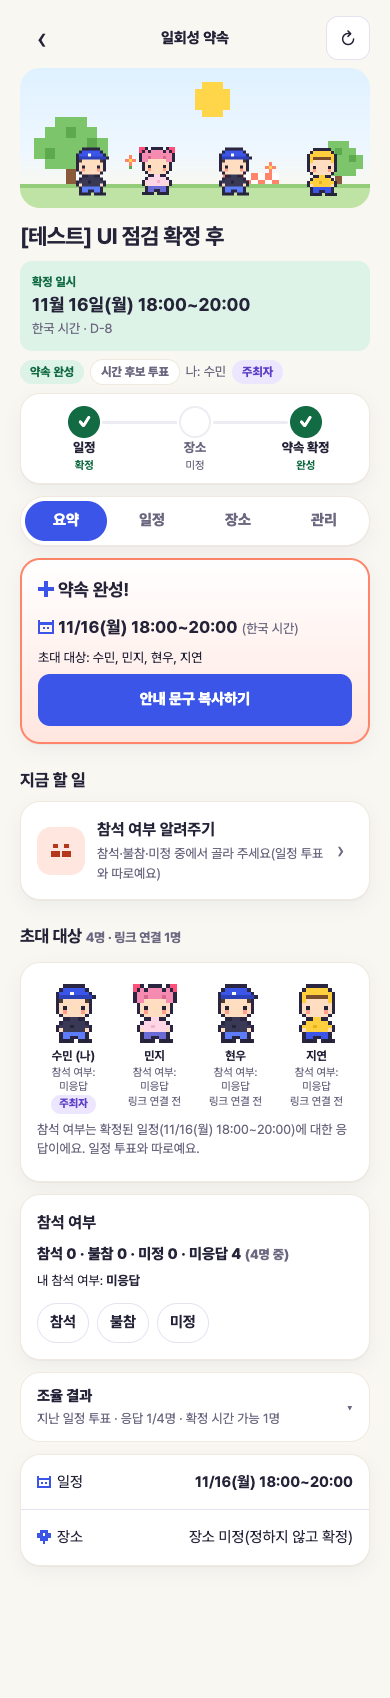 일회성 약속
[테스트] UI 점검 확정 후
확정 일시
11월 16일(월) 18:00~20:00
한국 시간 · D-8
약속 완성 시간 후보 투표 나: 수민 주최자
일정 장소 약속 확정
확정 미정 완성
요약 일정 장소 관리
약속 완성!
11/16(월) 18:00~20:00 (한국 시간)
초대 대상: 수민, 민지, 현우, 지연
안내 문구 복사하기
지금 할 일
참석 여부 알려주기
참석·불참·미정 중에서 골라 주세요(일정 투표
와 따로예요)
초대 대상 4명 · 링크 연결 1명
수민 (나) 민지 현우 지연
참석 여부: 참석 여부: 참석 여부: 참석 여부:
미응답 미응답 미응답 미응답
주최자 링크 연결 전 링크 연결 전 링크 연결 전
참석 여부는 확정된 일정(11/16(월) 18:00~20:00)에 대한 응
답이에요. 일정 투표와 따로예요.
참석 여부
참석 0 · 불참 0 · 미정 0 · 미응답 4 (4명 중)
내 참석 여부: 미응답
참석 불참 미정
조율 결과
지난 일정 투표 · 응답 1/4명 · 확정 시간 가능 1명
일정 11/16(월) 18:00~20:00
장소 장소 미정(정하지 않고 확정)